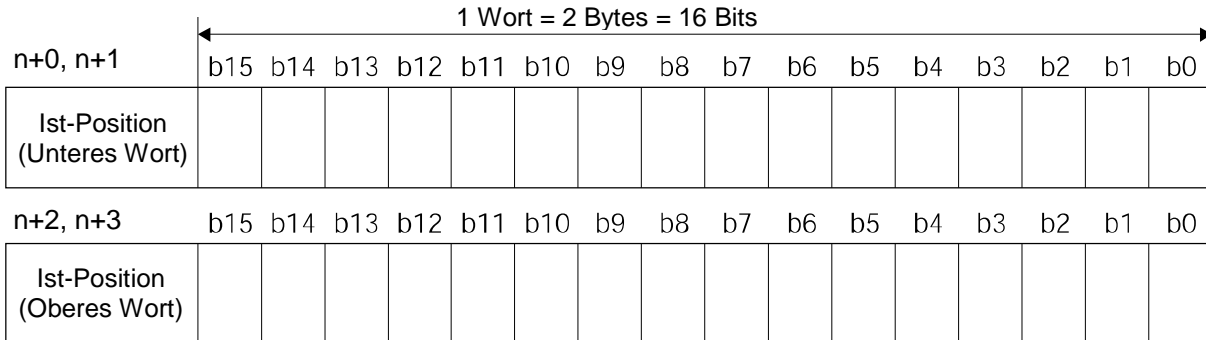 1 Wort = 2 Bytes = 16 Bits
n+0, n+1 b15 b14 b13 b12 b11 b10 b9 b8 b7 b6 b5 b4 b3 b2 b1 b0
Ist-Position
(Unteres Wort)
n+2, n+3 b15 b14 b13 b12 b11 b10 b9 b8 b7 b6 b5 b4 b3 b2 b1 b0
Ist-Position
(Oberes Wort)